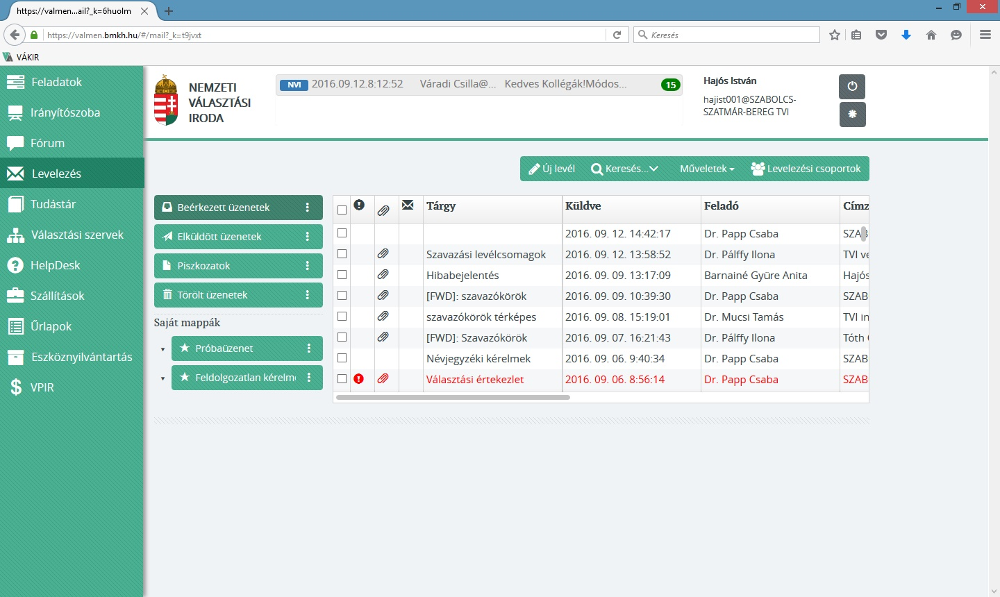 https://valmen...ail?_k=6huolm
https://valmen.bmkh.hu/#/mail?_k=t9jvxt
Keresés
VÁKIR
Feladatok
Irányítószoba
Fórum
Levelezés
Tudástár
Választási szervek
HelpDesk
Szállítások
Űrlapok
Eszköznyilvántartás
VPIR
NEMZETI
VÁLASZTÁSI
IRODA
NVI 2016.09.12.8:12:52 Váradi Csilla@... Kedves Kollégák!Módos... 15
Hajós István
hajist001@SZABOLCS-
SZATMÁR-BEREG TVI
Új levél Keresés... Műveletek Levelezési csoportok
Beérkezett üzenetek
Elküldött üzenetek
Piszkozatok
Törölt üzenetek
Saját mappák
Próbaüzenet
Feldolgozatlan kérelme
Tárgy Küldve Feladó Címz
2016. 09. 12. 14:42:17 Dr. Papp Csaba SZAB
Szavazási levélcsomagok 2016. 09. 12. 13:58:52 Dr. Pálffy Ilona TVI ve
Hibabejelentés 2016. 09. 09. 13:17:09 Barnainé Gyüre Anita Hajós
[FWD]: szavazókörök 2016. 09. 09. 10:39:30 Dr. Papp Csaba SZAB
szavazókörök térképes 2016. 09. 08. 15:19:01 Dr. Mucsi Tamás TVI in
[FWD]: Szavazókörök 2016. 09. 07. 16:21:43 Dr. Pálffy Ilona Tóth
Névjegyzéki kérelmek 2016. 09. 06. 9:40:34 Dr. Papp Csaba SZAB
Választási értekezlet 2016. 09. 06. 8:56:14 Dr. Papp Csaba SZAB